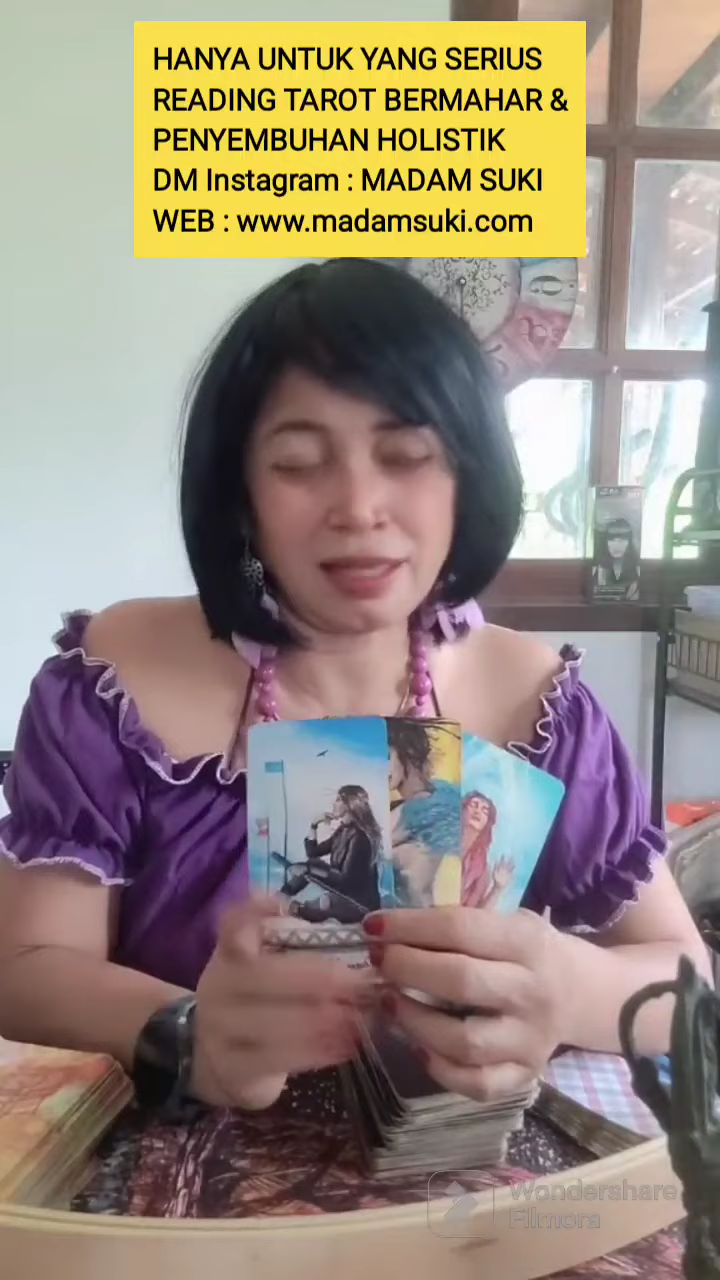 HANYA UNTUK YANG SERIUS
READING TAROT BERMAHAR &
PENYEMBUHAN HOLISTIK
DM Instagram : MADAM SUKI
WEB : www.madamsuki.com
Wondershare
Filmora